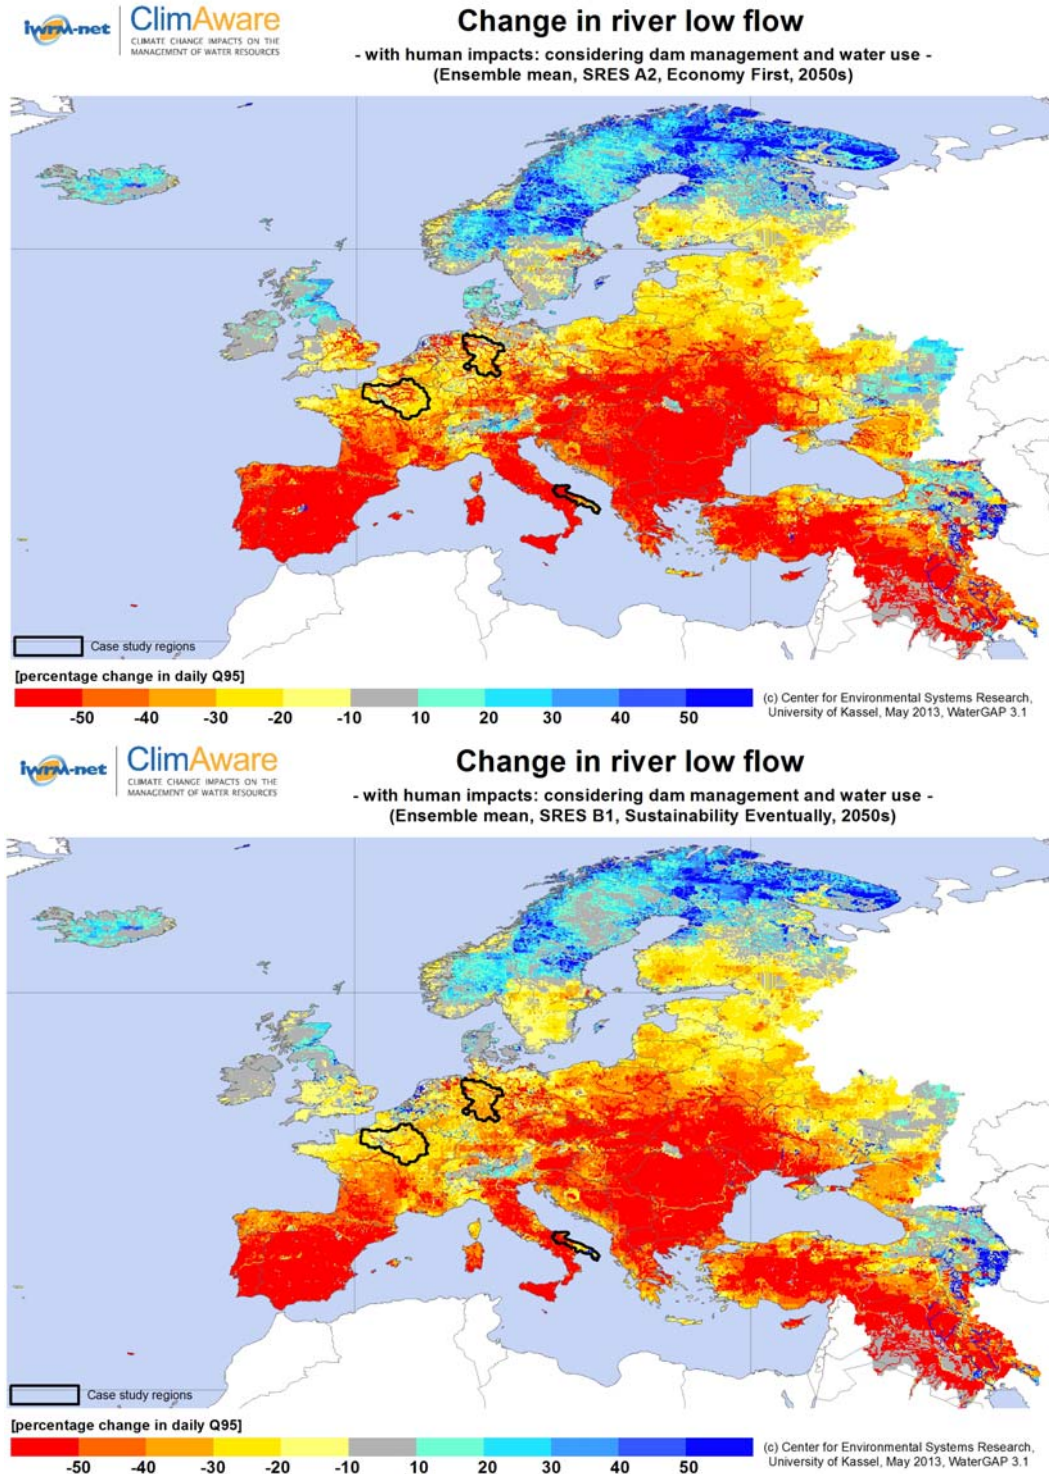 iwrm-net
ClimAware
CLIMATE CHANGE IMPACTS ON THE
MANAGEMENT OF WATER RESOURCES
Change in river low flow
- with human impacts: considering dam management and water use -
(Ensemble mean, SRES A2, Economy First, 2050s)
Case study regions
[percentage change in daily Q95]
-50 -40 -30 -20 -10 10 20 30 40 50
(c) Center for Environmental Systems Research,
University of Kassel, May 2013, WaterGAP 3.1
iwrm-net
ClimAware
CLIMATE CHANGE IMPACTS ON THE
MANAGEMENT OF WATER RESOURCES
Change in river low flow
- with human impacts: considering dam management and water use -
(Ensemble mean, SRES B1, Sustainability Eventually, 2050s)
Case study regions
[percentage change in daily Q95]
-50 -40 -30 -20 -10 10 20 30 40 50
(c) Center for Environmental Systems Research,
University of Kassel, May 2013, WaterGAP 3.1